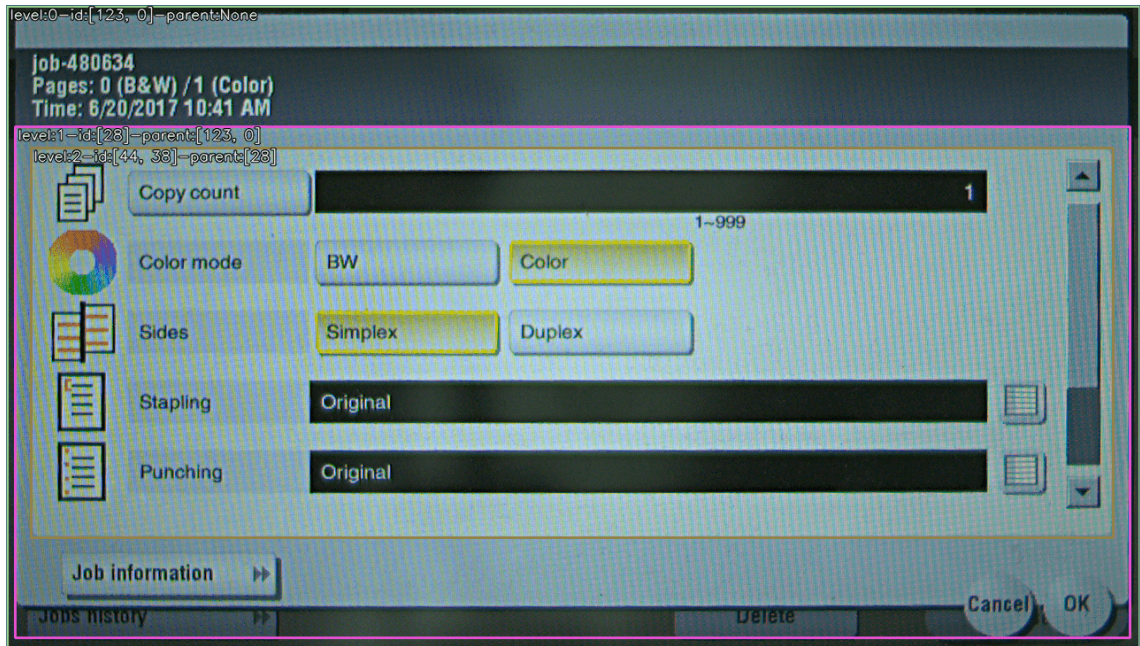 level:0-id:[123, 0]-parent:None
job-480634
Pages: 0 (B&W) /1 (Color)
Time: 6/20/2017 10:41 AM
level:1-id:[28]-parent:[123, 0]
level:2-id:[44, 38]-parent:[28]
Copy count 1
1~999
Color mode BW Color
Sides Simplex Duplex
Stapling Original
Punching Original
Job information
Cancel OK
Jobs history Delete